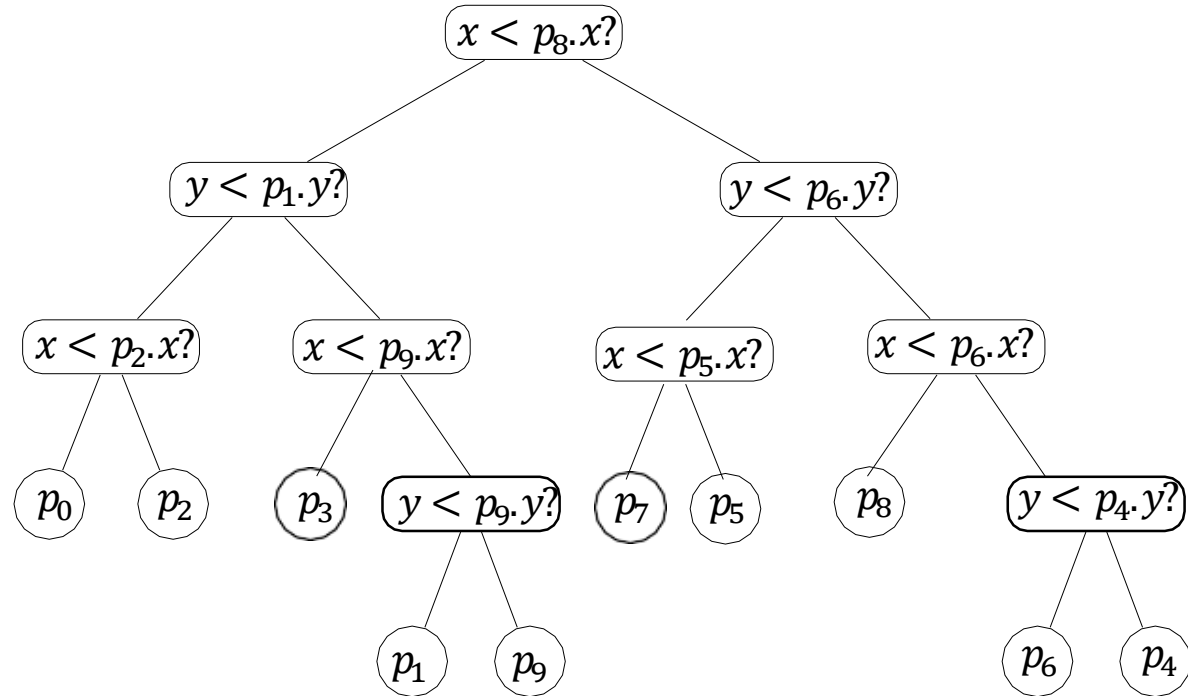 x < p₈.x?
y < p₁.y?
y < p₆.y?
x < p₂.x?
x < p₉.x?
x < p₅.x?
x < p₆.x?
p₀
p₂
p₃
y < p₉.y?
p₇
p₅
p₈
y < p₄.y?
p₁
p₉
p₆
p₄